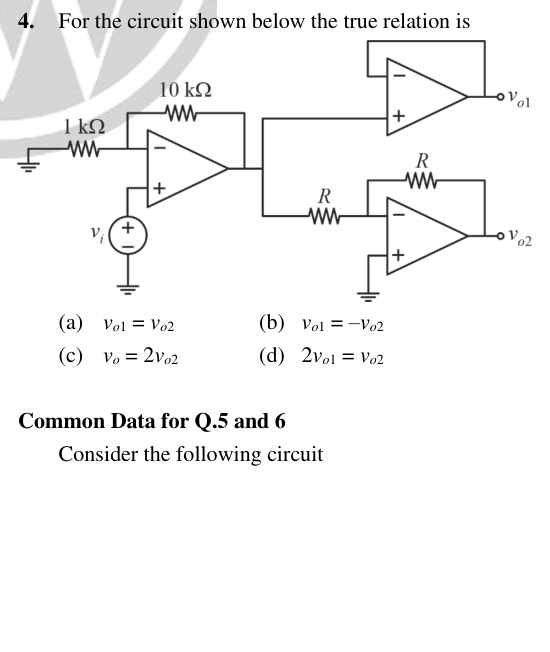 4. For the circuit shown below the true relation is
10 kΩ
1 kΩ
−
+
v_i
+
−
R
−
+
v_o1
R
−
+
v_o2
(a) v_o1 = v_o2 (b) v_o1 = −v_o2
(c) v_o = 2v_o2 (d) 2v_o1 = v_o2
Common Data for Q.5 and 6
Consider the following circuit